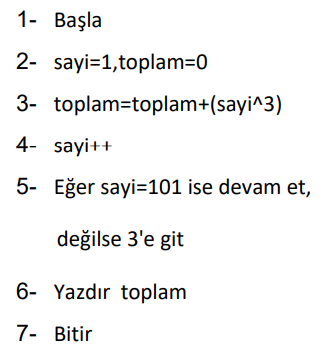 1- Başla
2- sayi=1,toplam=0
3- toplam=toplam+(sayi^3)
4- sayi++
5- Eğer sayi=101 ise devam et,
değilse 3'e git
6- Yazdır toplam
7- Bitir